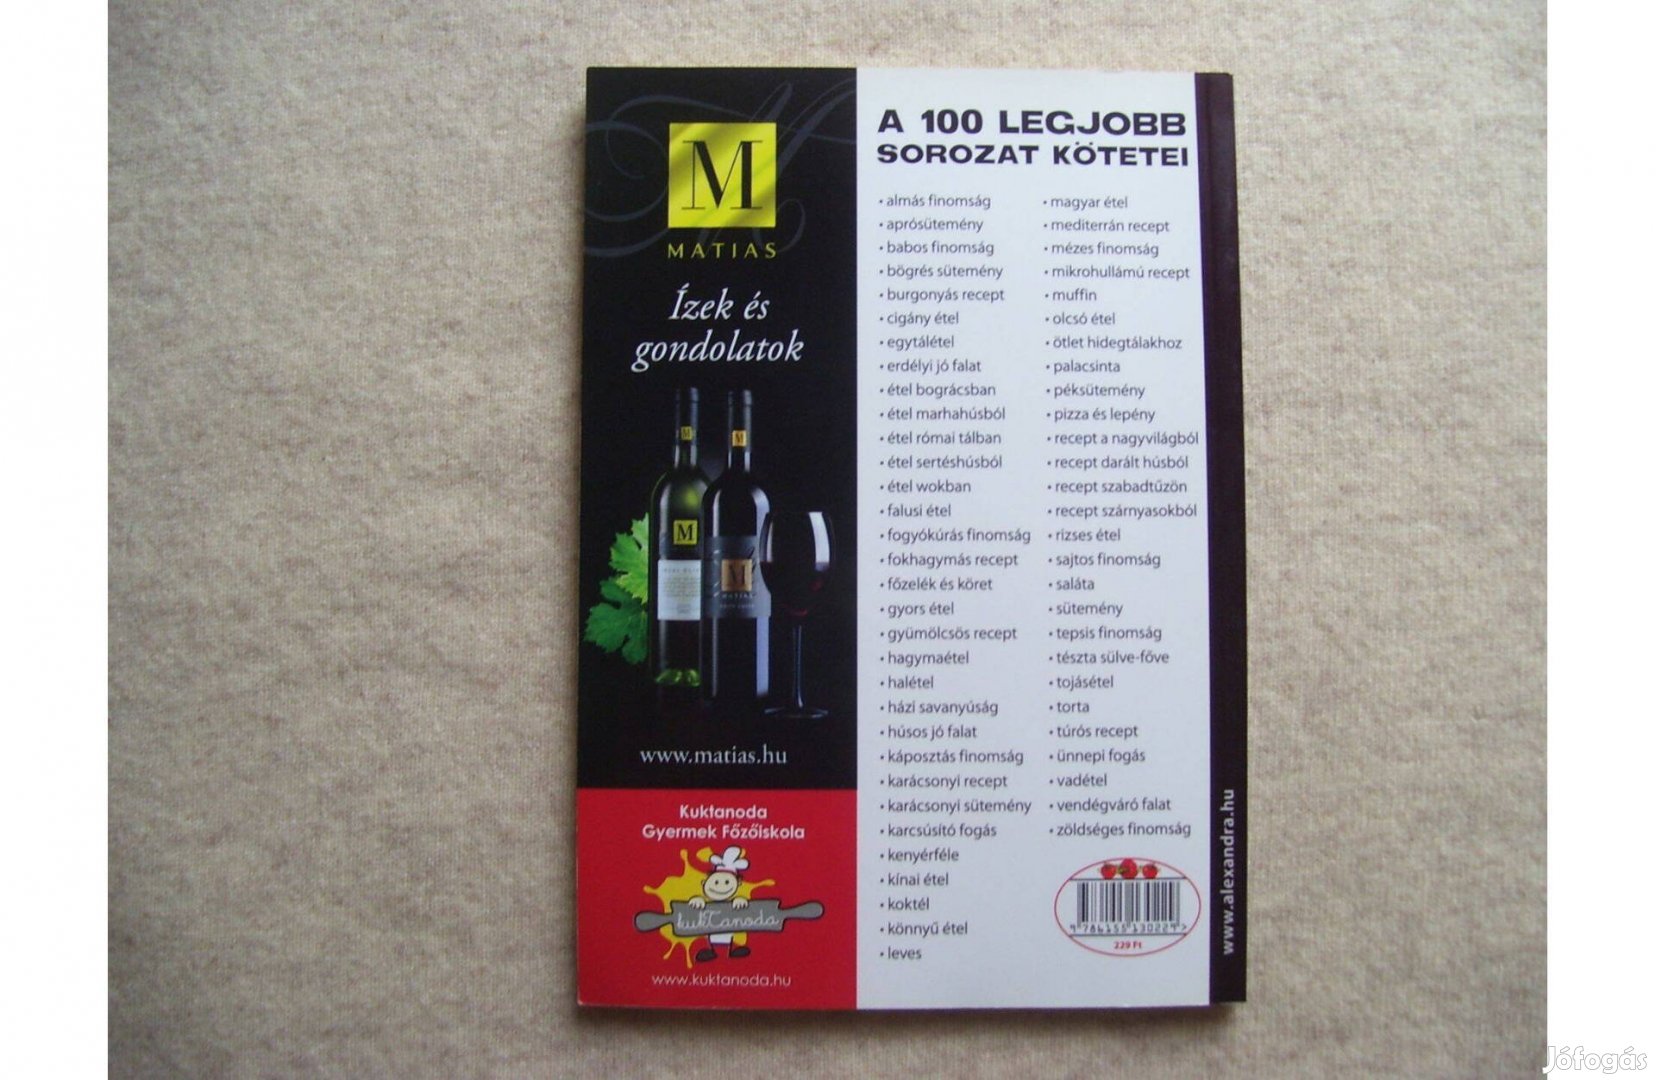 M
MATIAS
Ízek és
gondolatok
M
M
M
M
MATIAS
www.matias.hu
Kuktanoda
Gyermek Főzőiskola
kukTanoda
www.kuktanoda.hu
A 100 LEGJOBB
SOROZAT KÖTETEI
• almás finomság
• aprósütemény
• babos finomság
• bögrés sütemény
• burgonyás recept
• cigány étel
• egytálétel
• erdélyi jó falat
• étel bográcsban
• étel marhahúsból
• étel római tálban
• étel sertéshúsból
• étel wokban
• falusi étel
• fogyókúrás finomság
• fokhagymás recept
• főzelék és köret
• gyors étel
• gyümölcsös recept
• hagymaétel
• halétel
• házi savanyúság
• húsos jó falat
• káposztás finomság
• karácsonyi recept
• karácsonyi sütemény
• karcsúsító fogás
• kenyérféle
• kínai étel
• koktél
• könnyű étel
• leves
• magyar étel
• mediterrán recept
• mézes finomság
• mikrohullámú recept
• muffin
• olcsó étel
• ötlet hidegtálakhoz
• palacsinta
• péksütemény
• pizza és lepény
• recept a nagyvilágból
• recept darált húsból
• recept szabadtűzön
• recept szárnyasokból
• rizses étel
• sajtos finomság
• saláta
• sütemény
• tepsis finomság
• tészta sülve-főve
• tojásétel
• torta
• túrós recept
• ünnepi fogás
• vadétel
• vendégváró falat
• zöldséges finomság
9 786155 130229 >
229 Ft
www.alexandra.hu
Jófogás